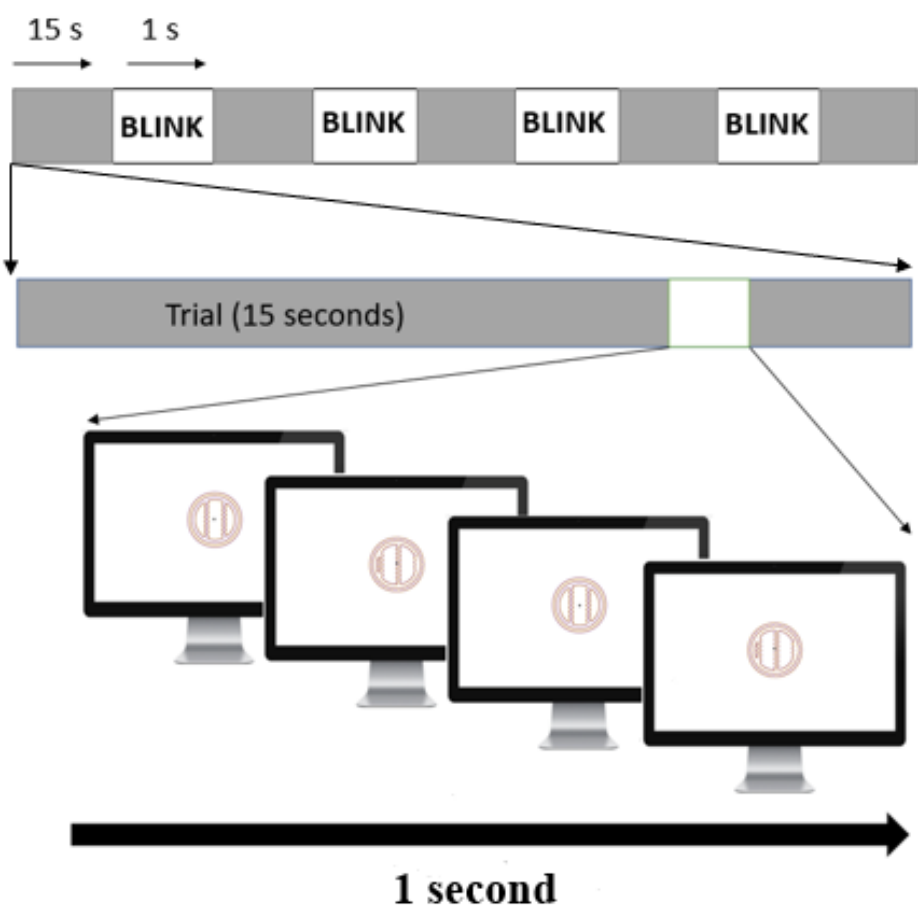 15 s
1 s
BLINK
BLINK
BLINK
BLINK
Trial (15 seconds)
1 second